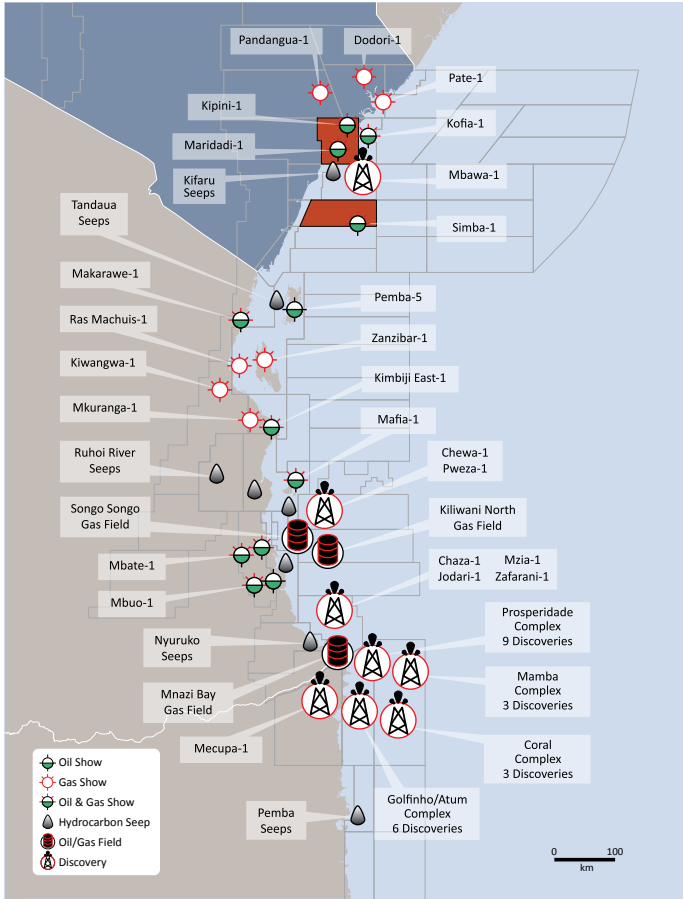 Pandangua-1
Dodori-1
Pate-1
Kipini-1
Kofia-1
Maridadi-1
Kifaru
Seeps
Mbawa-1
Tandaua
Seeps
Simba-1
Makarawe-1
Pemba-5
Ras Machuis-1
Zanzibar-1
Kiwangwa-1
Kimbiji East-1
Mkuranga-1
Mafia-1
Ruhoi River
Seeps
Chewa-1
Pweza-1
Songo Songo
Gas Field
Kiliwani North
Gas Field
Mbate-1
Chaza-1 Mzia-1
Jodari-1 Zafarani-1
Mbuo-1
Prosperidade
Complex
9 Discoveries
Nyuruko
Seeps
Mamba
Complex
3 Discoveries
Mnazi Bay
Gas Field
Mecupa-1
Coral
Complex
3 Discoveries
Golfinho/Atum
Complex
6 Discoveries
Pemba
Seeps
Oil Show
Gas Show
Oil & Gas Show
Hydrocarbon Seep
Oil/Gas Field
Discovery
0 100
km